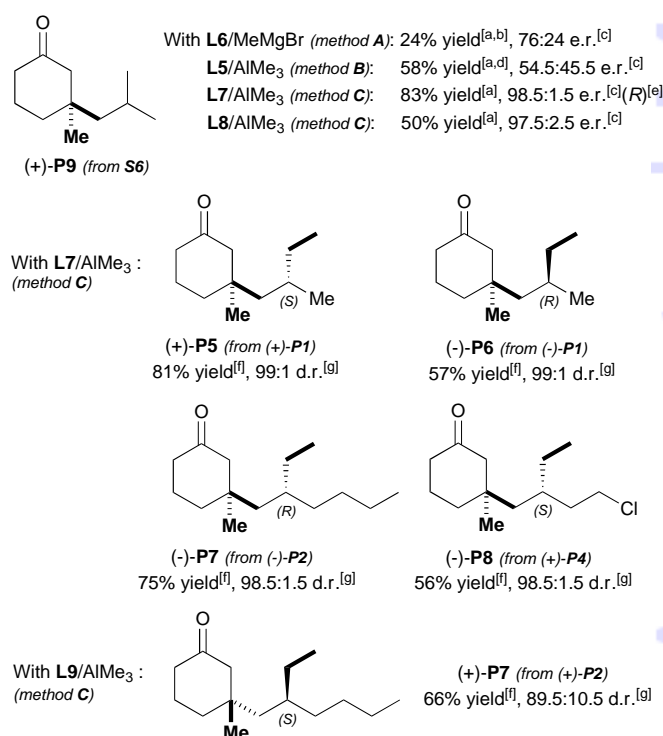 O
With L6/MeMgBr (method A): 24% yield[a,b], 76:24 e.r.[c]
L5/AlMe3 (method B): 58% yield[a,d], 54.5:45.5 e.r.[c]
L7/AlMe3 (method C): 83% yield[a], 98.5:1.5 e.r.[c](R)[e]
L8/AlMe3 (method C): 50% yield[a], 97.5:2.5 e.r.[c]
Me
(+)-P9 (from S6)
O
O
With L7/AlMe3 :
(method C)
(S) Me
(R) Me
Me
Me
(+)-P5 (from (+)-P1)
81% yield[f], 99:1 d.r.[g]
(-)-P6 (from (-)-P1)
57% yield[f], 99:1 d.r.[g]
O
O
(R)
(S)
Cl
Me
Me
(-)-P7 (from (-)-P2)
75% yield[f], 98.5:1.5 d.r.[g]
(-)-P8 (from (+)-P4)
56% yield[f], 98.5:1.5 d.r.[g]
O
With L9/AlMe3 :
(method C)
(S)
Me
(+)-P7 (from (+)-P2)
66% yield[f], 89.5:10.5 d.r.[g]